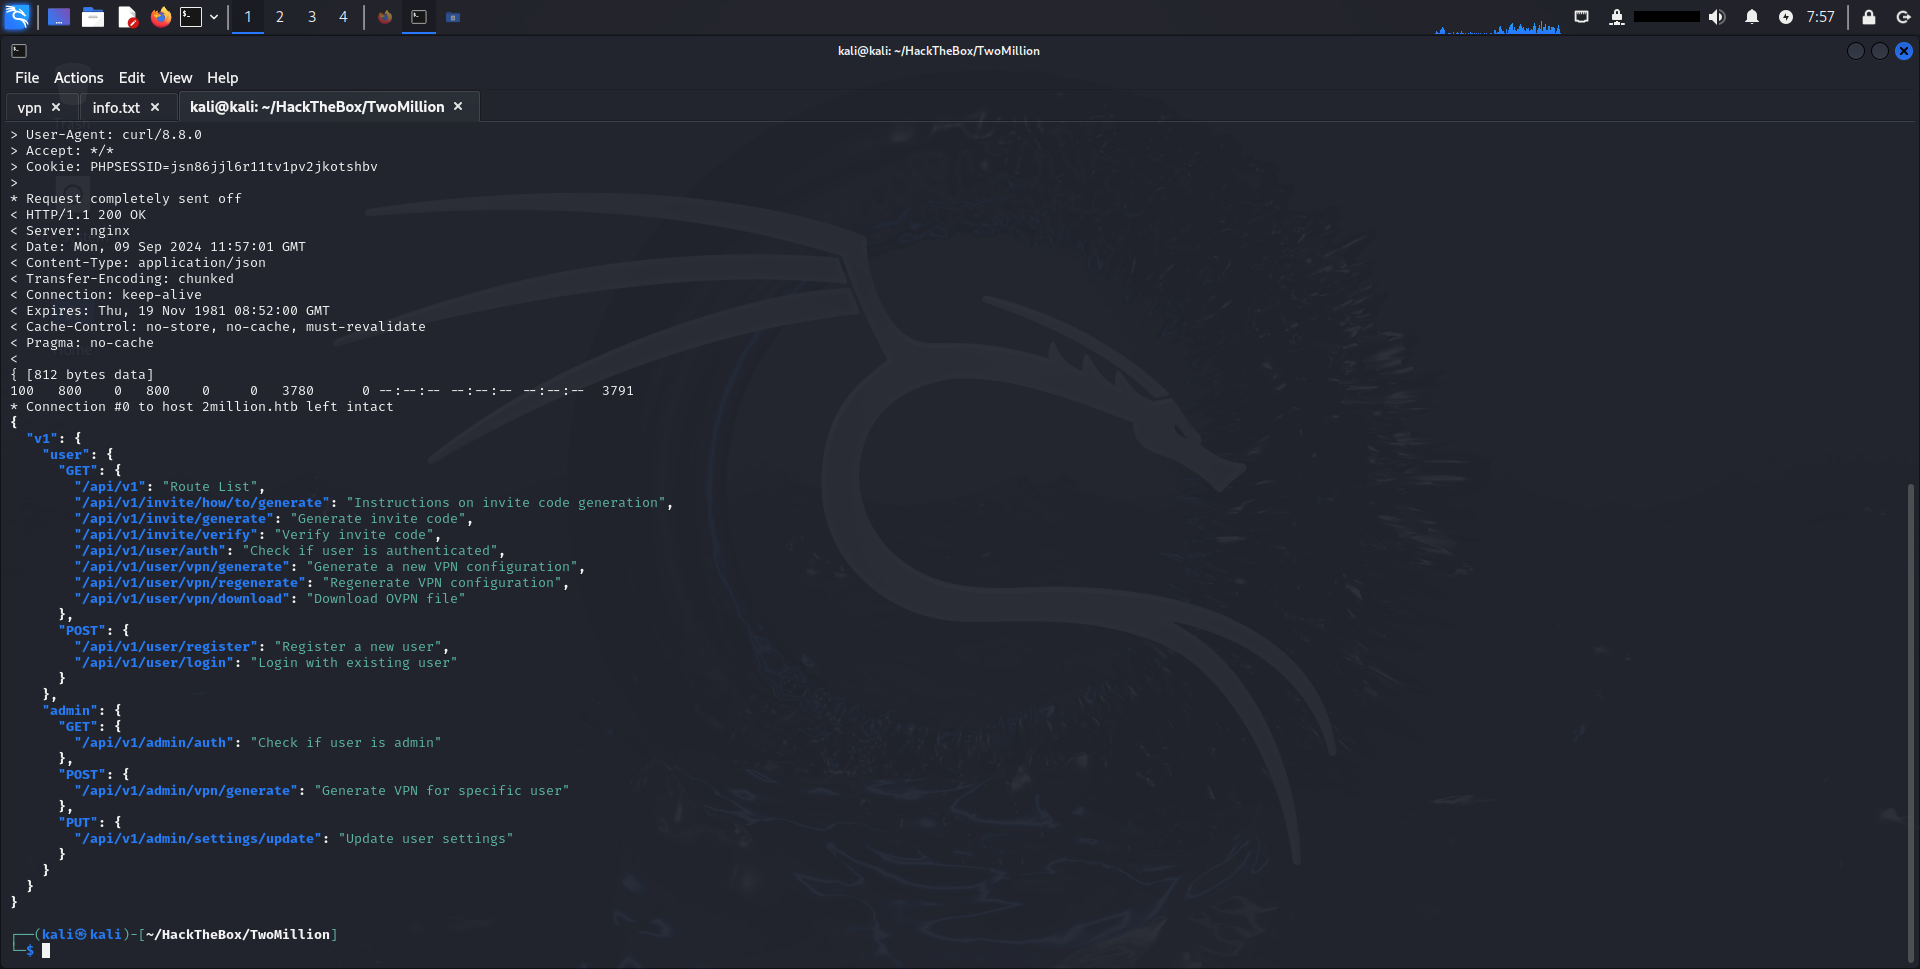 1 2 3 4 7:57
kali@kali: ~/HackTheBox/TwoMillion
File Actions Edit View Help
vpn × info.txt × kali@kali: ~/HackTheBox/TwoMillion ×
> User-Agent: curl/8.8.0
> Accept: */*
> Cookie: PHPSESSID=jsn86jjl6r11tv1pv2jkotshbv
>
* Request completely sent off
< HTTP/1.1 200 OK
< Server: nginx
< Date: Mon, 09 Sep 2024 11:57:01 GMT
< Content-Type: application/json
< Transfer-Encoding: chunked
< Connection: keep-alive
< Expires: Thu, 19 Nov 1981 08:52:00 GMT
< Cache-Control: no-store, no-cache, must-revalidate
< Pragma: no-cache
<
{ [812 bytes data]
100   800    0   800    0     0   3780      0 --:--:-- --:--:-- --:--:--  3791
* Connection #0 to host 2million.htb left intact
{
  "v1": {
    "user": {
      "GET": {
        "/api/v1": "Route List",
        "/api/v1/invite/how/to/generate": "Instructions on invite code generation",
        "/api/v1/invite/generate": "Generate invite code",
        "/api/v1/invite/verify": "Verify invite code",
        "/api/v1/user/auth": "Check if user is authenticated",
        "/api/v1/user/vpn/generate": "Generate a new VPN configuration",
        "/api/v1/user/vpn/regenerate": "Regenerate VPN configuration",
        "/api/v1/user/vpn/download": "Download OVPN file"
      },
      "POST": {
        "/api/v1/user/register": "Register a new user",
        "/api/v1/user/login": "Login with existing user"
      }
    },
    "admin": {
      "GET": {
        "/api/v1/admin/auth": "Check if user is admin"
      },
      "POST": {
        "/api/v1/admin/vpn/generate": "Generate VPN for specific user"
      },
      "PUT": {
        "/api/v1/admin/settings/update": "Update user settings"
      }
    }
  }
}
┌──(kali㉿kali)-[~/HackTheBox/TwoMillion]
└─$